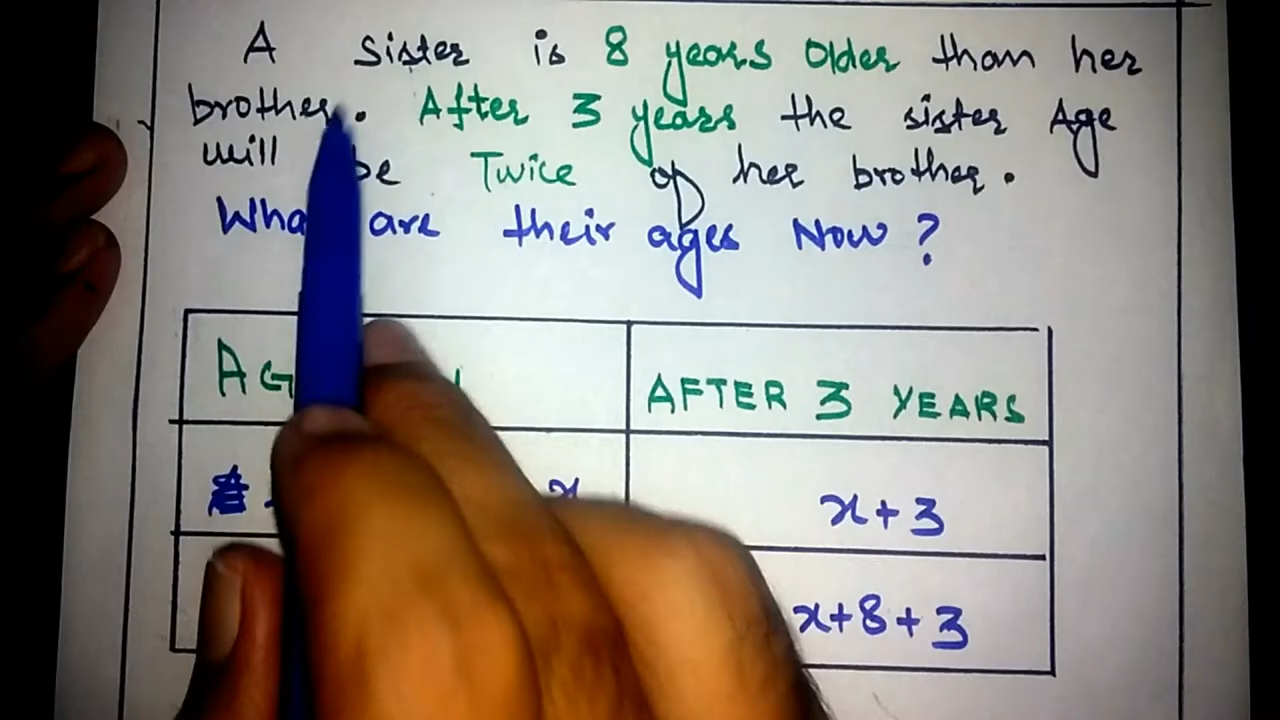 A sister is 8 years Older than her
brother. After 3 years the sister Age
will be Twice of her brother.
are their ages Now ?
AFTER 3 YEARS
x x+3
x+8+3